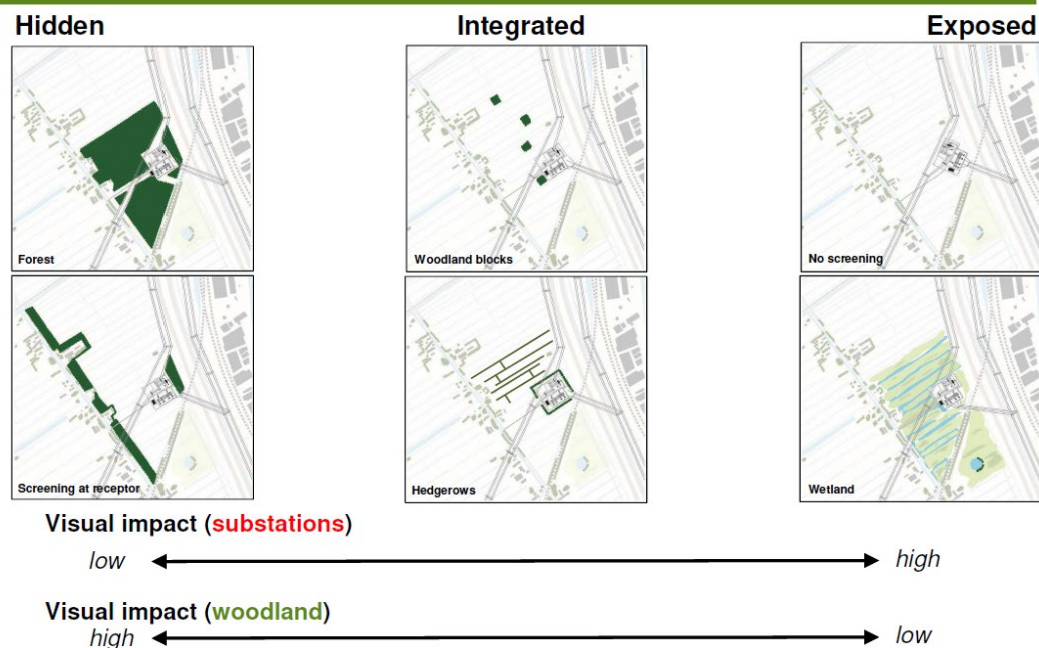 Hidden
Integrated
Exposed
Forest
Woodland blocks
No screening
Screening at receptor
Hedgerows
Wetland
Visual impact (substations)
low
high
Visual impact (woodland)
high
low